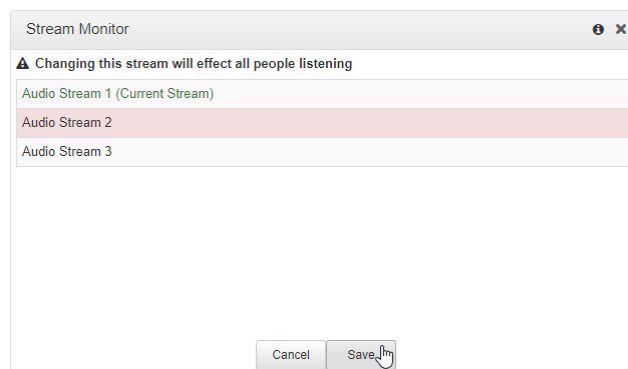 Stream Monitor
Changing this stream will effect all people listening
Audio Stream 1 (Current Stream)
Audio Stream 2
Audio Stream 3
Cancel Save